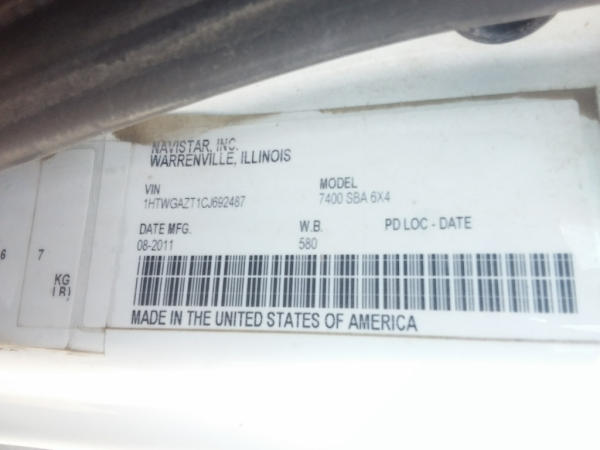 NAVISTAR, INC.
WARRENVILLE, ILLINOIS
VIN MODEL
1HTWGAZT1CJ692487 7400 SBA 6X4
DATE MFG. W.B. PD LOC - DATE
08-2011 580
6 7
KG
LB)
MADE IN THE UNITED STATES OF AMERICA